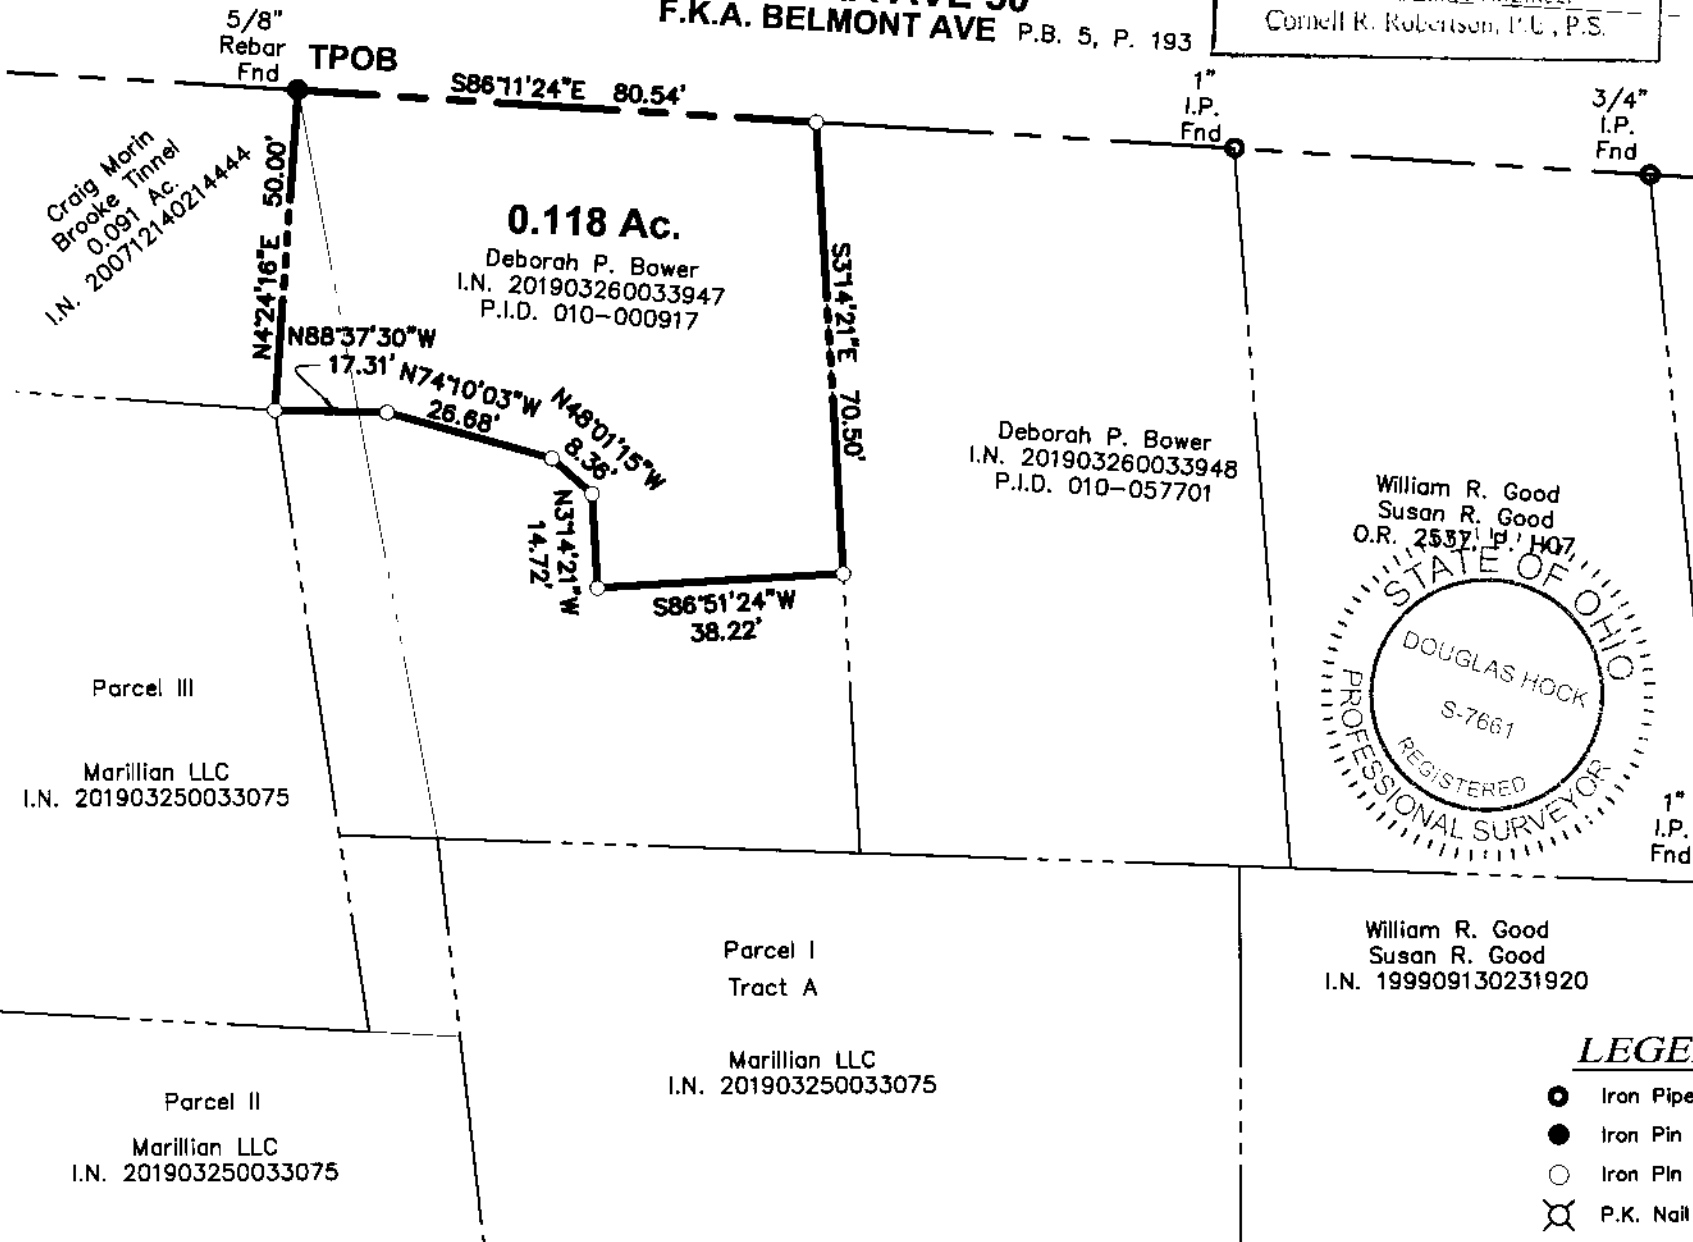 F.K.A. BELMONT AVE P.B. 5, P. 193
Cornell R. Robertson, P.E., P.S.
5/8"
Rebar
Fnd
TPOB
S86°11'24"E 80.54'
1"
I.P.
Fnd
3/4"
I.P.
Fnd
Craig Morin
Brooke Tinnel
0.091 Ac.
I.N. 200712140214444
N4°24'16"E 50.00'
0.118 Ac.
Deborah P. Bower
I.N. 201903260033947
P.I.D. 010-000917
S3°14'21"E 70.50'
N88°37'30"W
17.31'
N74°10'03"W
26.68'
N48°01'15"W
8.36'
N3°14'21"W
14.72'
S86°51'24"W
38.22'
Deborah P. Bower
I.N. 201903260033948
P.I.D. 010-057701
William R. Good
Susan R. Good
O.R. 2537, P. H07
STATE OF OHIO
DOUGLAS HOCK
S-7661
REGISTERED
PROFESSIONAL SURVEYOR
1"
I.P.
Fnd
Parcel III
Marillian LLC
I.N. 201903250033075
Parcel I
Tract A
Marillian LLC
I.N. 201903250033075
William R. Good
Susan R. Good
I.N. 199909130231920
Parcel II
Marillian LLC
I.N. 201903250033075
LEGE
Iron Pipe
Iron Pin
Iron Pin
P.K. Nail